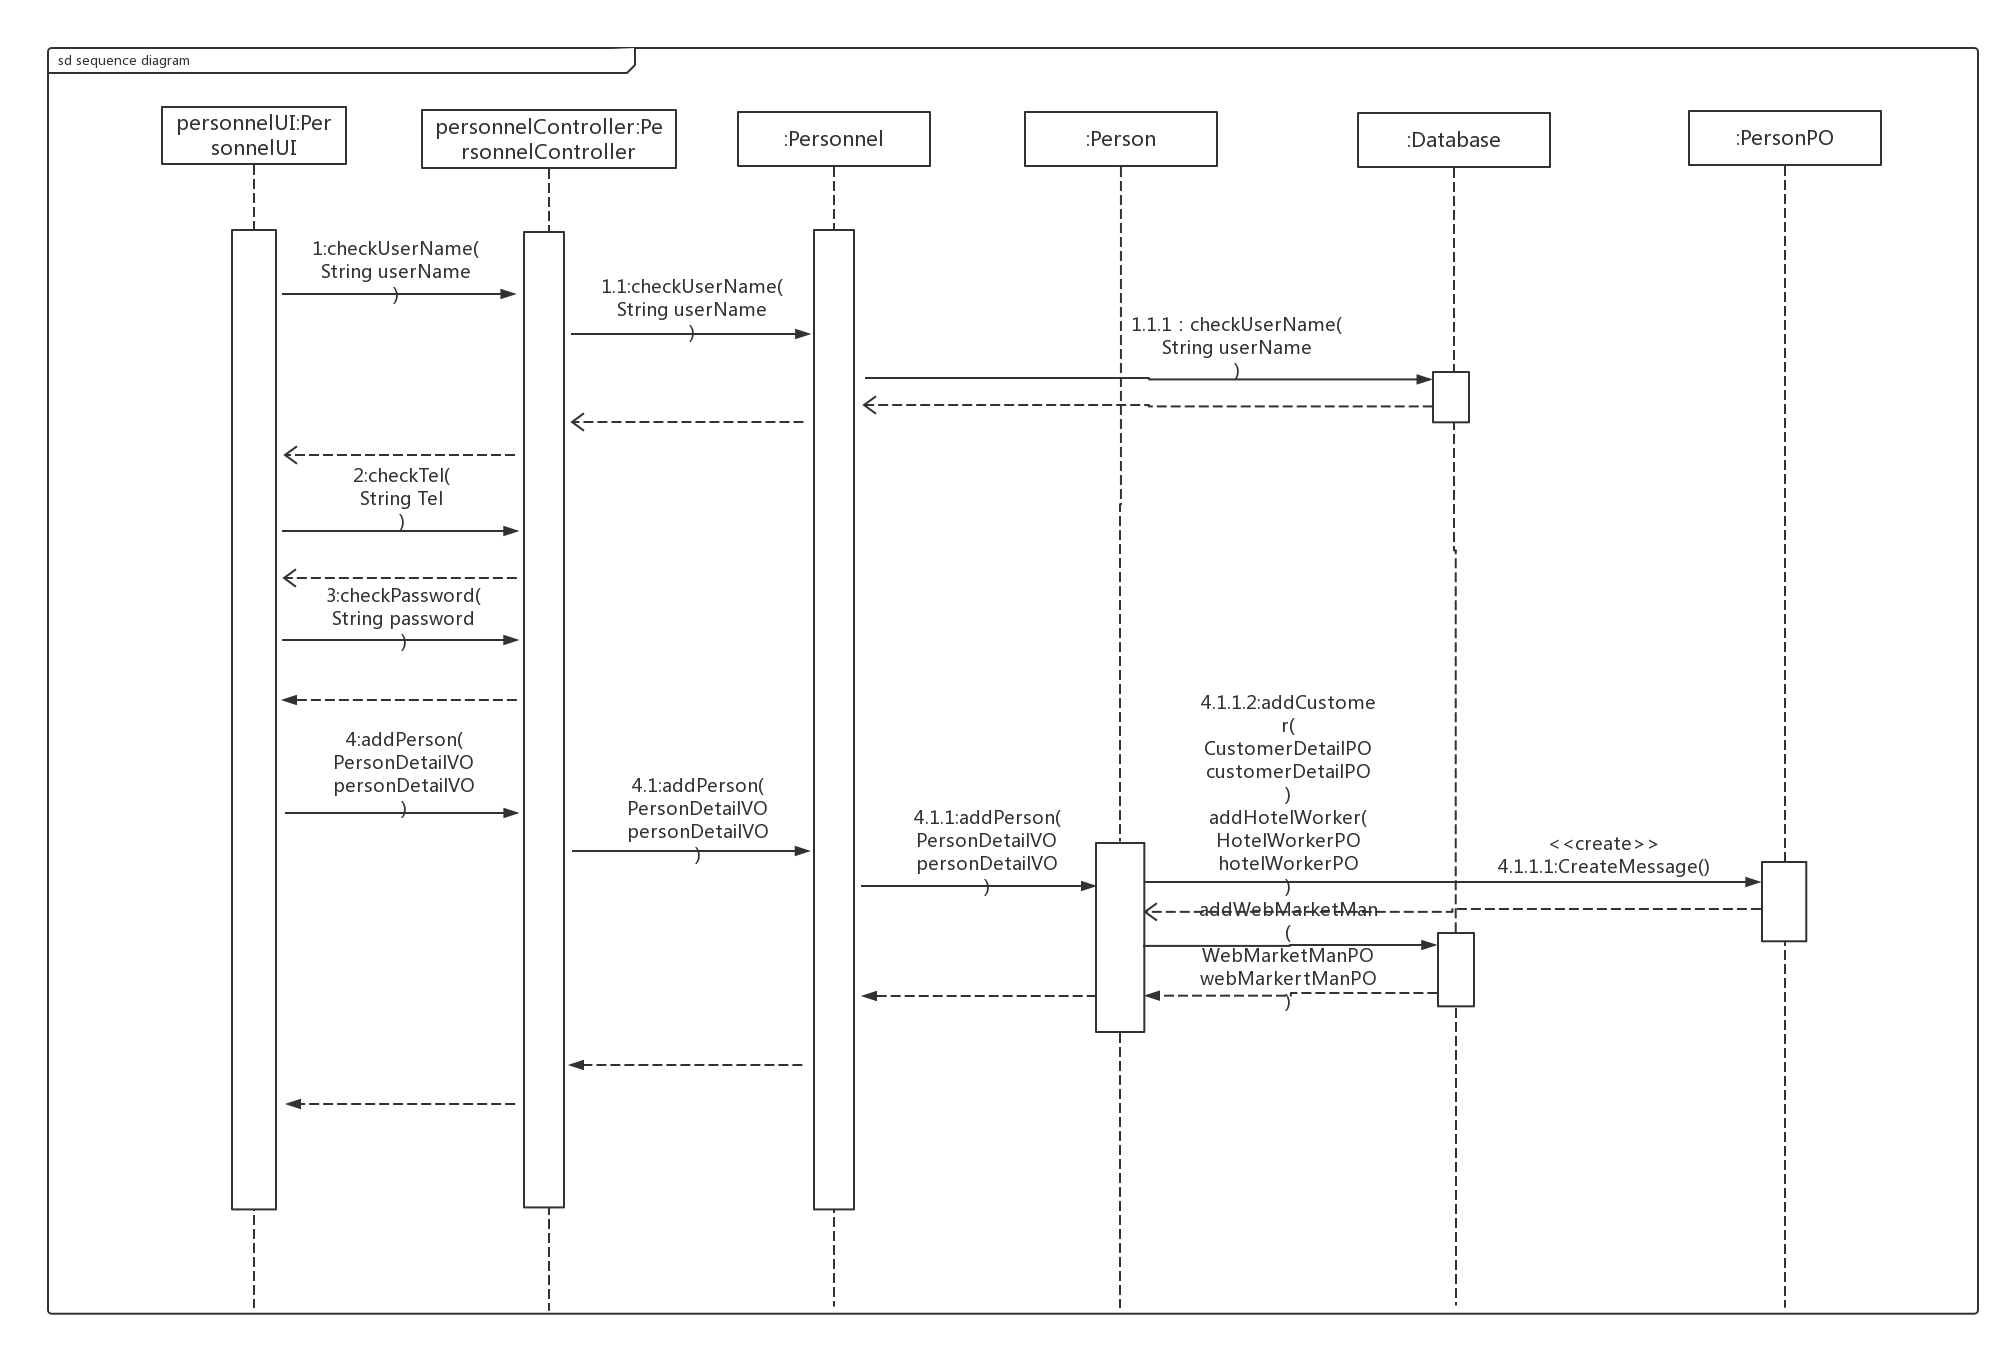 sd sequence diagram
personnelUI:Per
sonnelUI
personnelController:Pe
rsonnelController
:Personnel
:Person
:Database
:PersonPO
1:checkUserName(
String userName
)
1.1:checkUserName(
String userName
)
1.1.1 : checkUserName(
String userName
)
2:checkTel(
String Tel
)
3:checkPassword(
String password
)
4:addPerson(
PersonDetailVO
personDetailVO
)
4.1:addPerson(
PersonDetailVO
personDetailVO
)
4.1.1:addPerson(
PersonDetailVO
personDetailVO
)
4.1.1.2:addCustome
r(
CustomerDetailPO
customerDetailPO
)
addHotelWorker(
HotelWorkerPO
hotelWorkerPO
)
addWebMarketMan
(
WebMarketManPO
webMarkertManPO
)
<<create>>
4.1.1.1:CreateMessage()